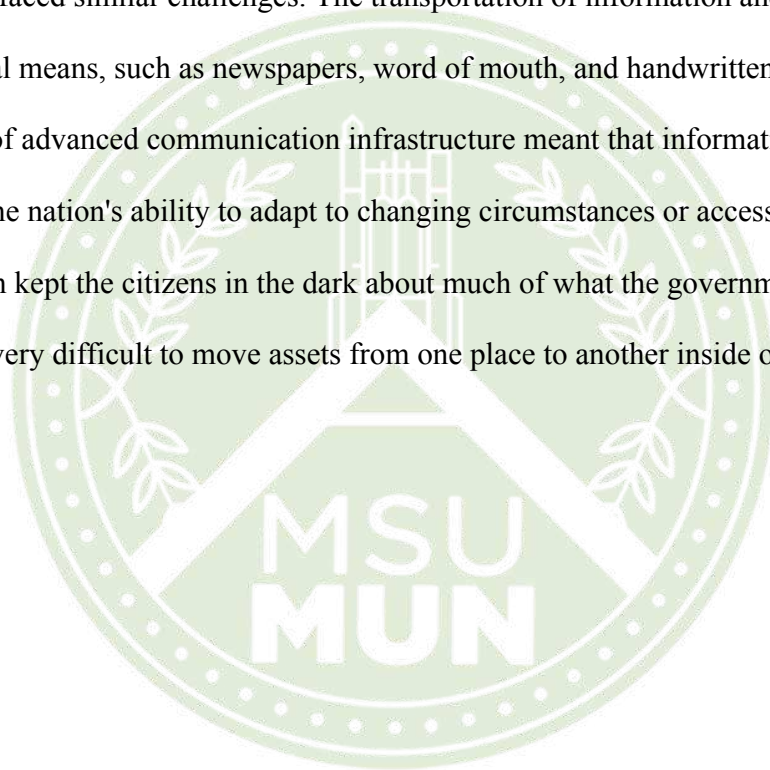 faced similar challenges. The transportation of information and
al means, such as newspapers, word of mouth, and handwritten
of advanced communication infrastructure meant that informat
ne nation's ability to adapt to changing circumstances or access
n kept the citizens in the dark about much of what the governm
very difficult to move assets from one place to another inside o
MSU
MUN